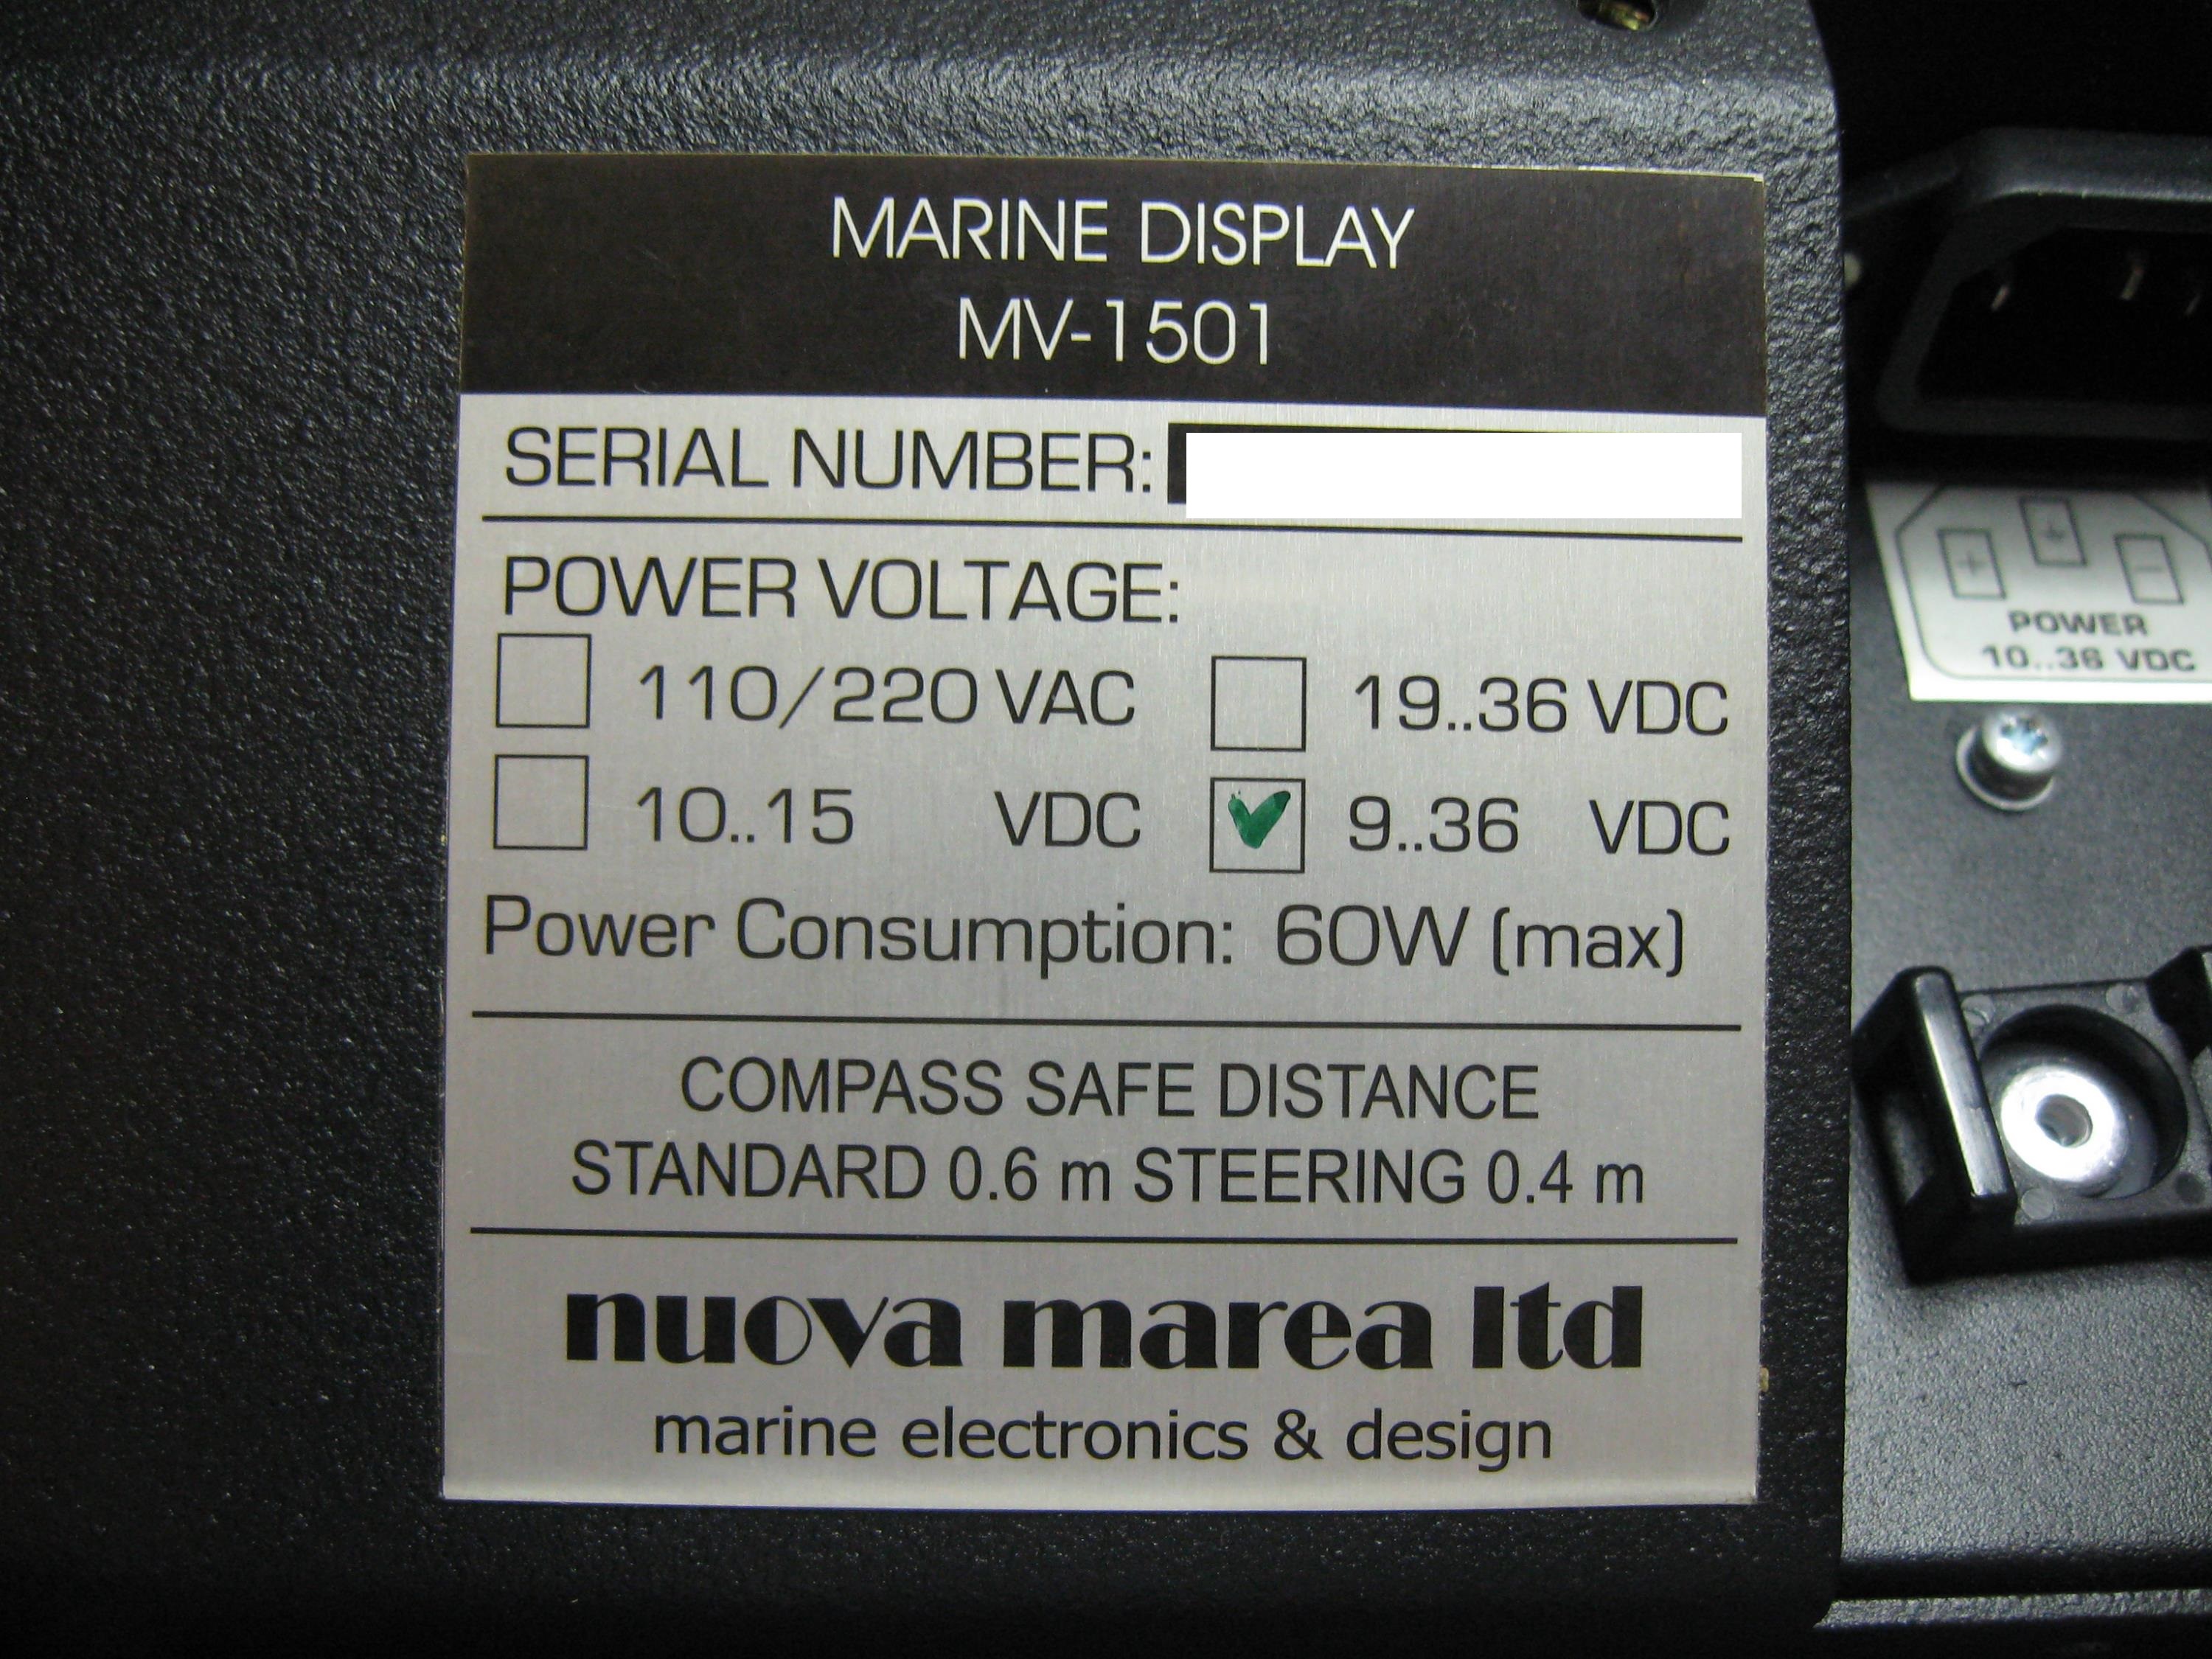 MARINE DISPLAY
MV-1501
SERIAL NUMBER:
POWER VOLTAGE:
110/220 VAC 19..36 VDC
10..15 VDC 9..36 VDC
Power Consumption: 60W (max)
COMPASS SAFE DISTANCE
STANDARD 0.6 m STEERING 0.4 m
nuova marea ltd
marine electronics & design
POWER
10..36 VDC